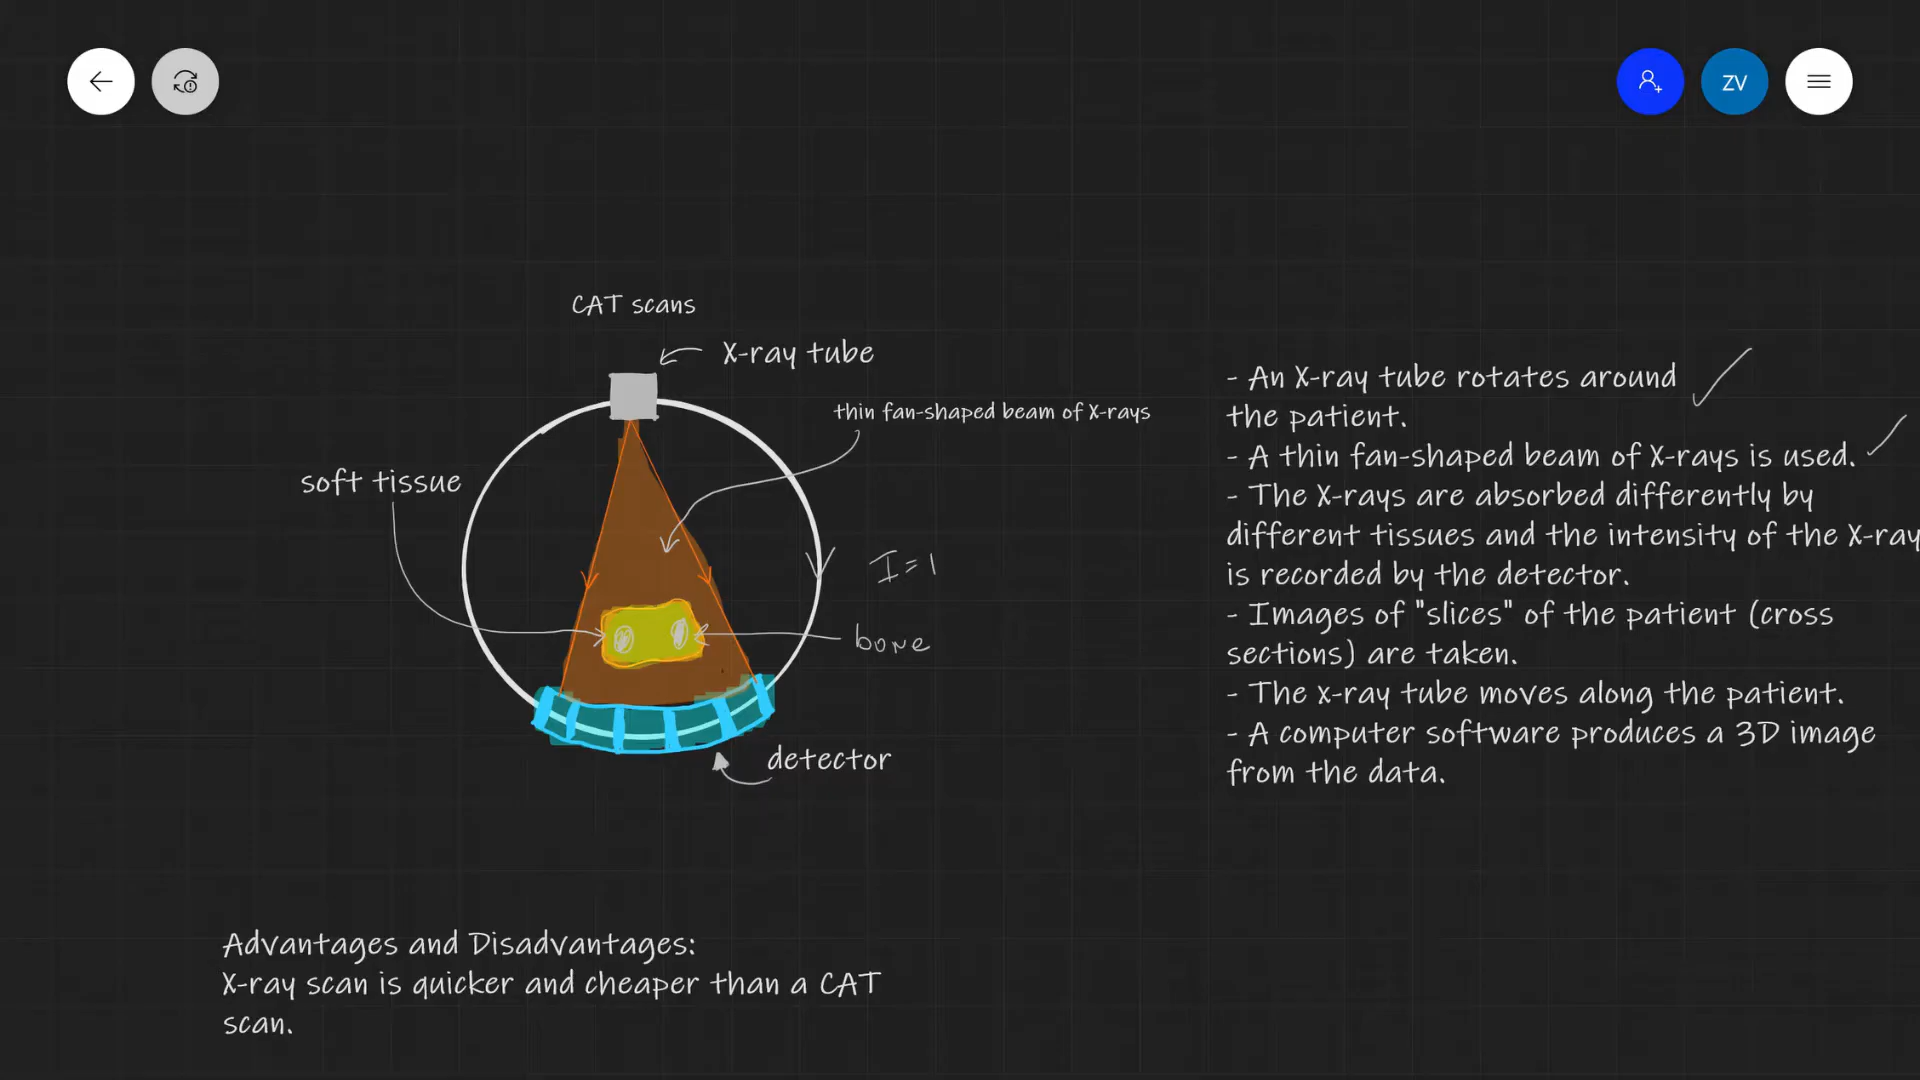 ZV
CAT scans
X-ray tube
thin fan-shaped beam of X-rays
soft tissue
I = 1
bone
detector
- An X-ray tube rotates around
the patient.
- A thin fan-shaped beam of X-rays is used.
- The X-rays are absorbed differently by
different tissues and the intensity of the X-ray
is recorded by the detector.
- Images of "slices" of the patient (cross
sections) are taken.
- The x-ray tube moves along the patient.
- A computer software produces a 3D image
from the data.
Advantages and Disadvantages:
X-ray scan is quicker and cheaper than a CAT
scan.